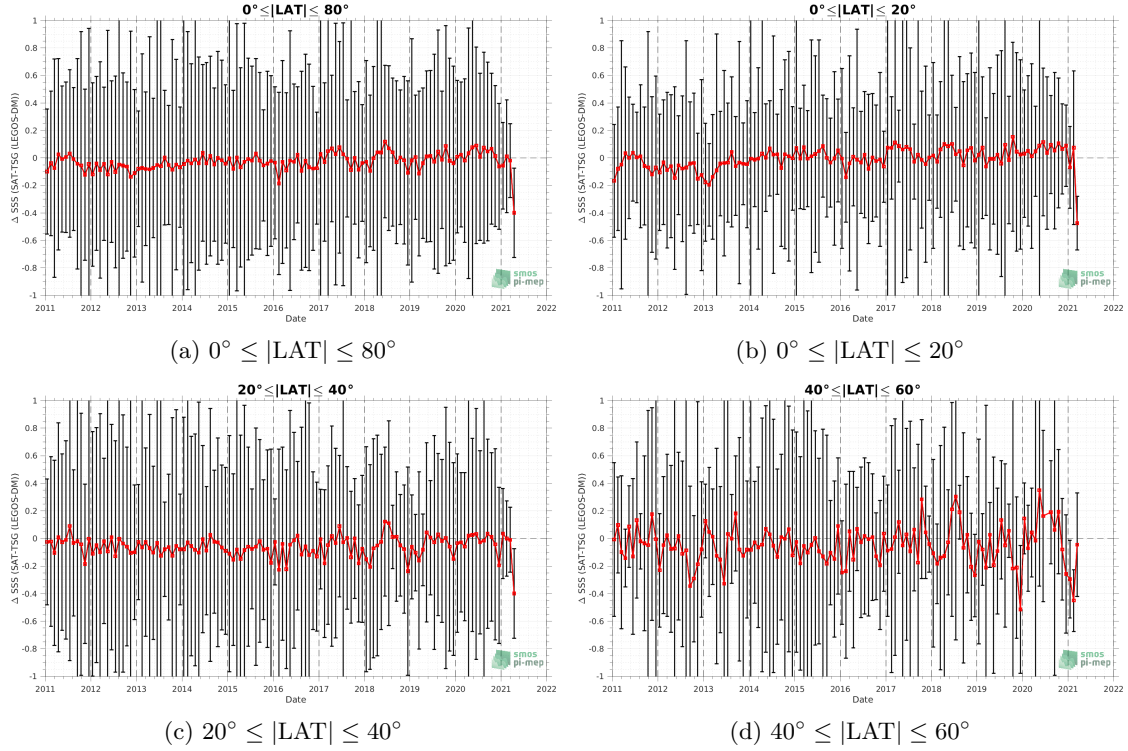 0°≤|LAT|≤ 80°
Δ SSS (SAT-TSG (LEGOS-DM))
1
0.8
0.6
0.4
0.2
0
-0.2
-0.4
-0.6
-0.8
-1
2011 2012 2013 2014 2015 2016 2017 2018 2019 2020 2021 2022
Date
smos
pi-mep
(a) 0° ≤ |LAT| ≤ 80°
0°≤|LAT|≤ 20°
Δ SSS (SAT-TSG (LEGOS-DM))
1
0.8
0.6
0.4
0.2
0
-0.2
-0.4
-0.6
-0.8
-1
2011 2012 2013 2014 2015 2016 2017 2018 2019 2020 2021 2022
Date
smos
pi-mep
(b) 0° ≤ |LAT| ≤ 20°
20°≤|LAT|≤ 40°
Δ SSS (SAT-TSG (LEGOS-DM))
1
0.8
0.6
0.4
0.2
0
-0.2
-0.4
-0.6
-0.8
-1
2011 2012 2013 2014 2015 2016 2017 2018 2019 2020 2021 2022
Date
smos
pi-mep
(c) 20° ≤ |LAT| ≤ 40°
40°≤|LAT|≤ 60°
Δ SSS (SAT-TSG (LEGOS-DM))
1
0.8
0.6
0.4
0.2
0
-0.2
-0.4
-0.6
-0.8
-1
2011 2012 2013 2014 2015 2016 2017 2018 2019 2020 2021 2022
Date
smos
pi-mep
(d) 40° ≤ |LAT| ≤ 60°